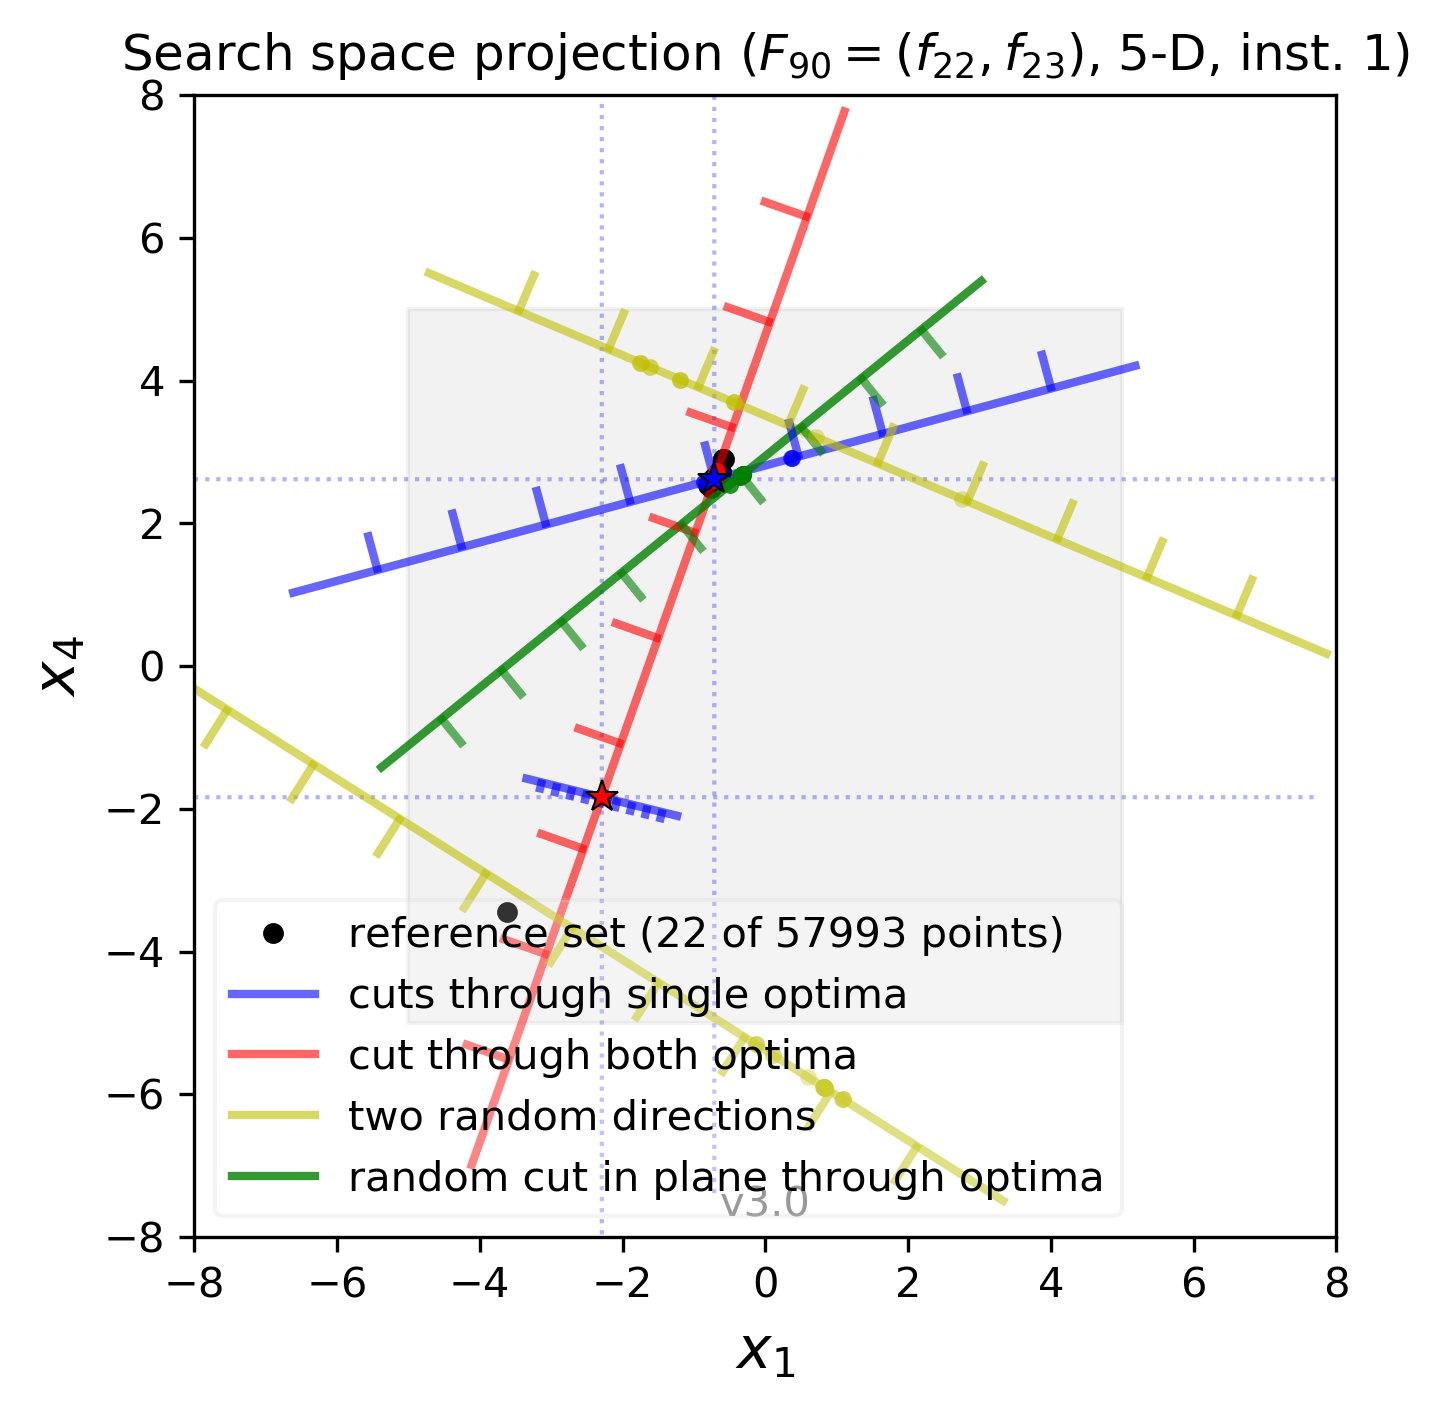 Search space projection (F₉₀ = (f₂₂, f₂₃), 5-D, inst. 1)
8
6
4
2
0
−2
−4
−6
−8
x₄
reference set (22 of 57993 points)
cuts through single optima
cut through both optima
two random directions
random cut in plane through optima
v3.0
−8 −6 −4 −2 0 2 4 6 8
x₁